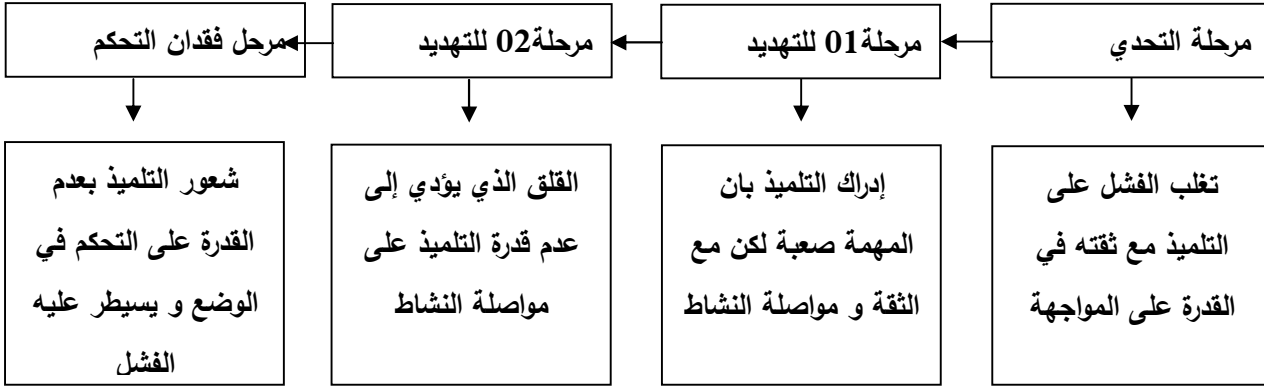 مرحلة التحدي
مرحلة01 للتهديد
مرحلة02 للتهديد
مرحل فقدان التحكم
تغلب الفشل على
التلميذ مع ثقته في
القدرة على المواجهة
إدراك التلميذ بان
المهمة صعبة لكن مع
الثقة و مواصلة النشاط
القلق الذي يؤدي إلى
عدم قدرة التلميذ على
مواصلة النشاط
شعور التلميذ بعدم
القدرة على التحكم في
الوضع و يسيطر عليه
الفشل